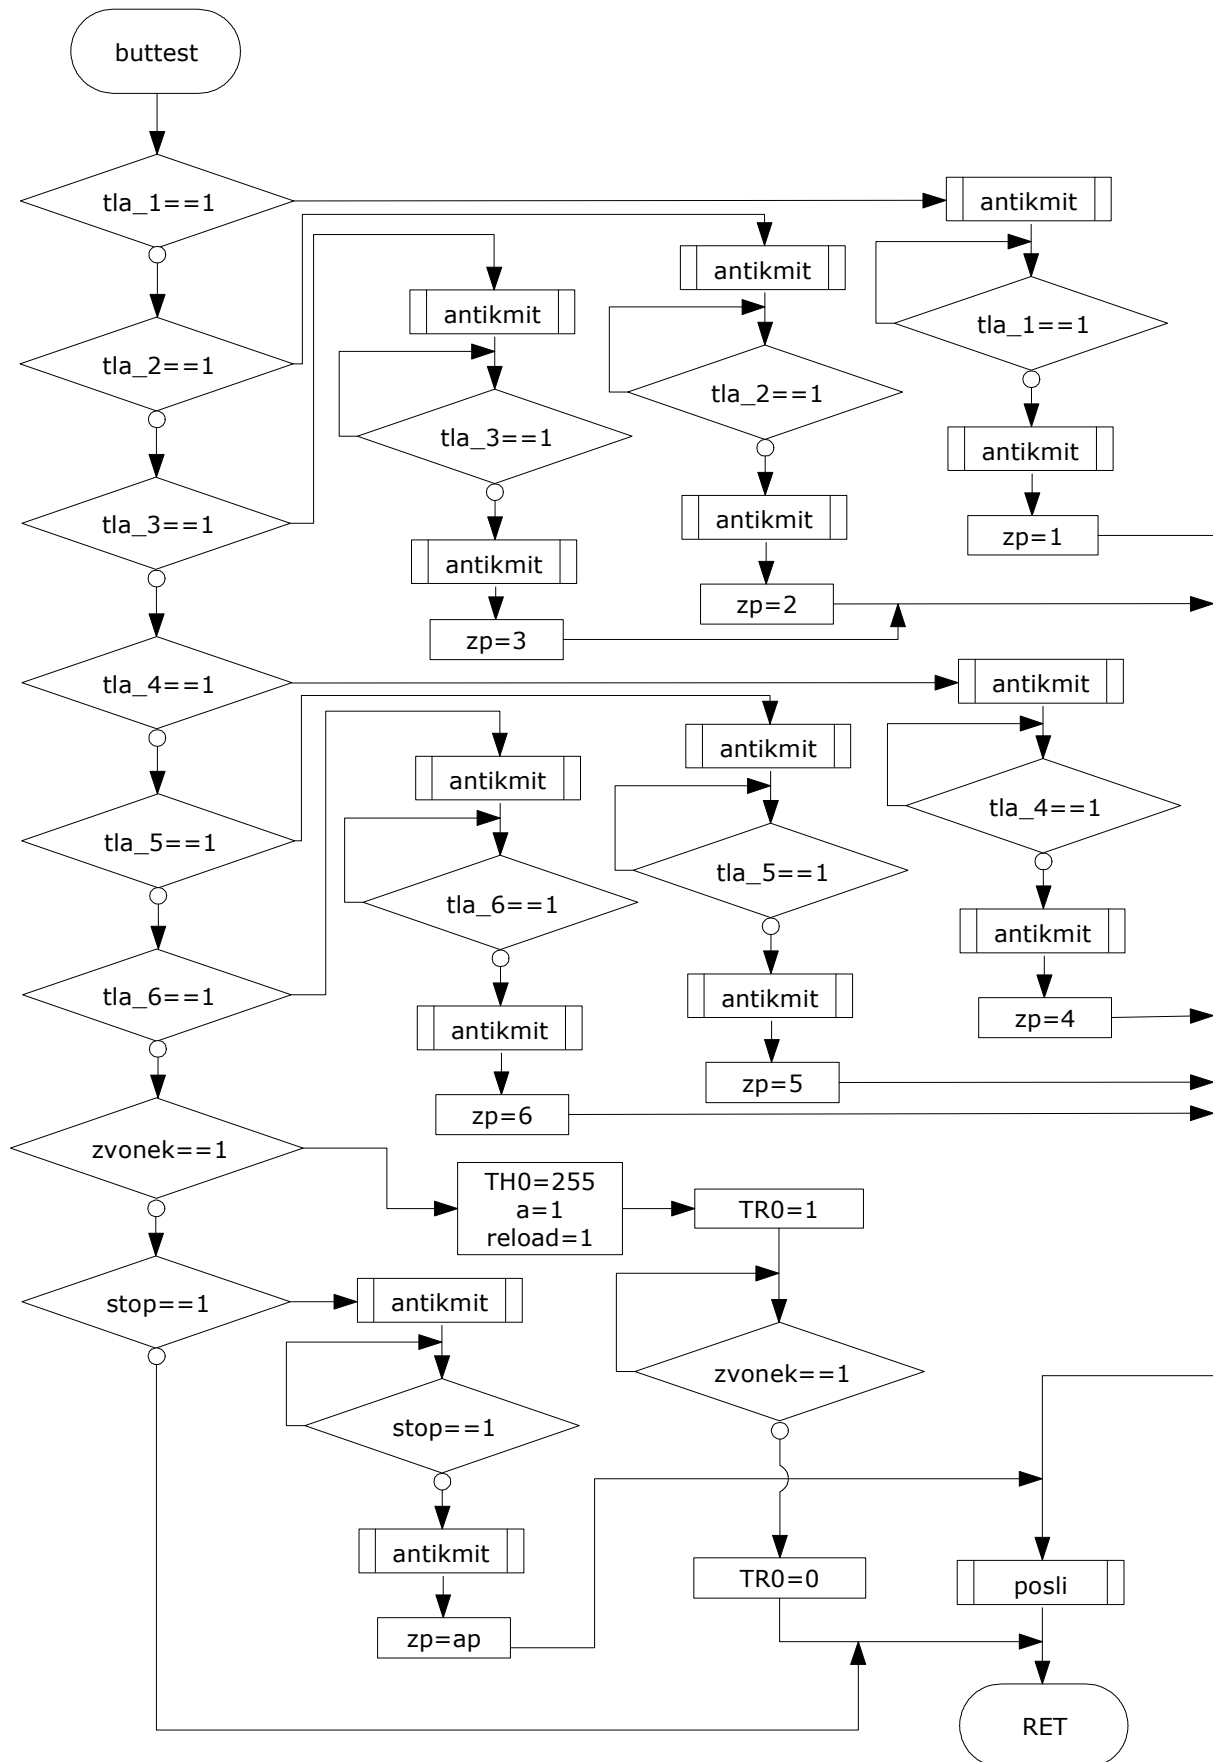 buttest
tla_1==1
antikmit
antikmit
antikmit
tla_1==1
tla_2==1
tla_2==1
tla_3==1
antikmit
antikmit
tla_3==1
antikmit
zp=1
zp=2
zp=3
tla_4==1
antikmit
antikmit
antikmit
tla_4==1
tla_5==1
tla_5==1
tla_6==1
antikmit
antikmit
tla_6==1
antikmit
zp=4
zp=5
zp=6
zvonek==1
TH0=255
a=1
reload=1
TR0=1
stop==1
antikmit
zvonek==1
stop==1
antikmit
TR0=0
posli
zp=ap
RET